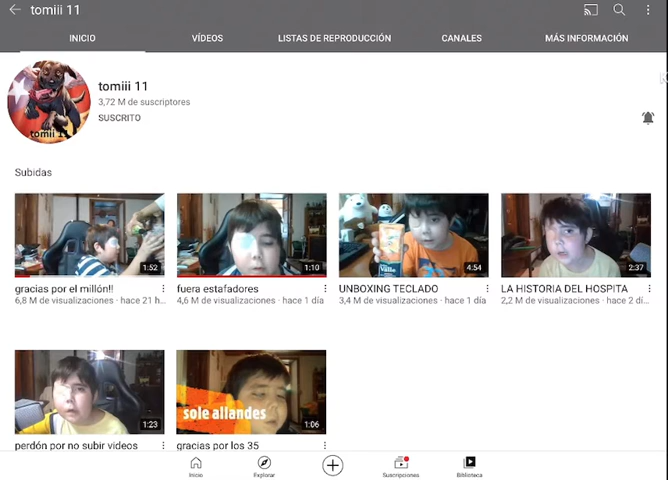 tomiii 11
INICIO
VÍDEOS
LISTAS DE REPRODUCCIÓN
CANALES
MÁS INFORMACIÓN
tomiii 11
tomiii 11
3,72 M de suscriptores
SUSCRITO
Subidas
1:52
1:10
Valle
4:54
2:37
gracias por el millón!!
fuera estafadores
UNBOXING TECLADO
LA HISTORIA DEL HOSPITA
6,8 M de visualizaciones · hace 21 h...
4,6 M de visualizaciones · hace 1 día
3,4 M de visualizaciones · hace 1 día
2,2 M de visualizaciones · hace 2 dí...
1:23
sole allandes
1:06
perdón por no subir videos
gracias por los 35
Inicio
Explorar
Suscripciones
Biblioteca